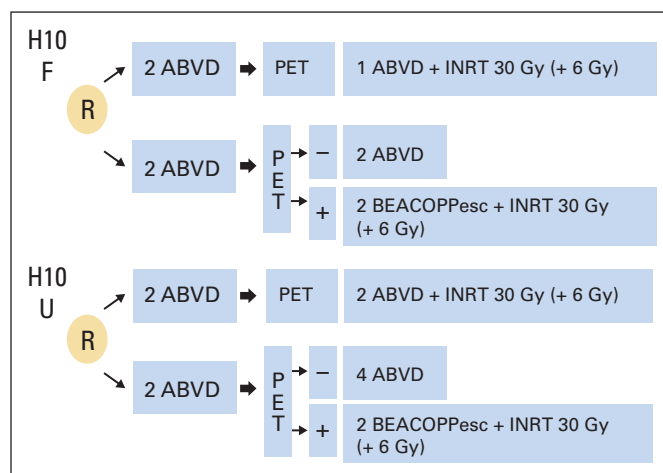 H10
F
R
2 ABVD
PET
1 ABVD + INRT 30 Gy (+ 6 Gy)
2 ABVD
P
E
T
−
2 ABVD
+
2 BEACOPPesc + INRT 30 Gy
(+ 6 Gy)
H10
U
R
2 ABVD
PET
2 ABVD + INRT 30 Gy (+ 6 Gy)
2 ABVD
P
E
T
−
4 ABVD
+
2 BEACOPPesc + INRT 30 Gy
(+ 6 Gy)